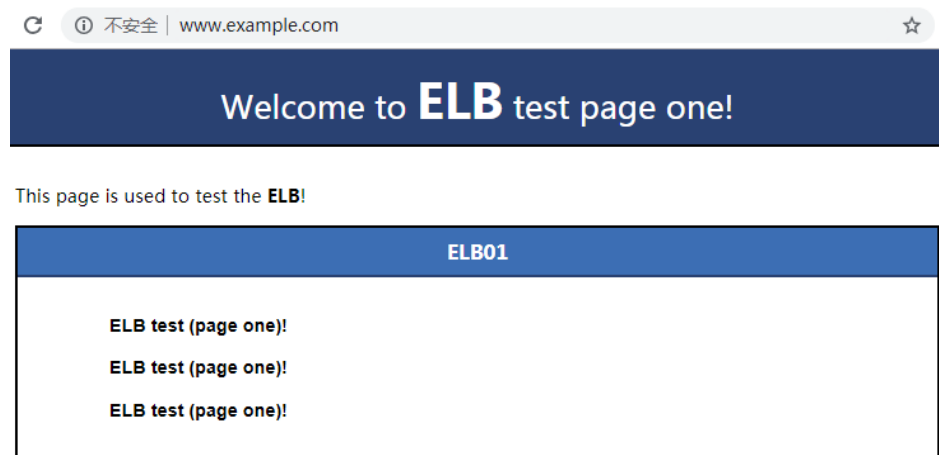 不安全 | www.example.com
Welcome to ELB test page one!
This page is used to test the ELB!
ELB01
ELB test (page one)!
ELB test (page one)!
ELB test (page one)!